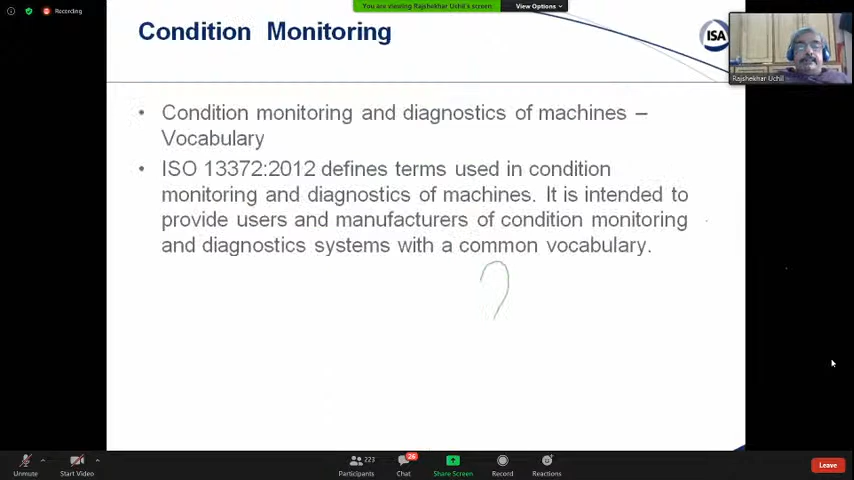 Recording
You are viewing Rajshekhar Uchil's screen
View Options
Condition Monitoring
ISA
Rajshekhar Uchil
• Condition monitoring and diagnostics of machines –
Vocabulary
• ISO 13372:2012 defines terms used in condition
monitoring and diagnostics of machines. It is intended to
provide users and manufacturers of condition monitoring
and diagnostics systems with a common vocabulary.
Unmute
Start Video
Participants
223
Chat
26
Share Screen
Record
Reactions
Leave